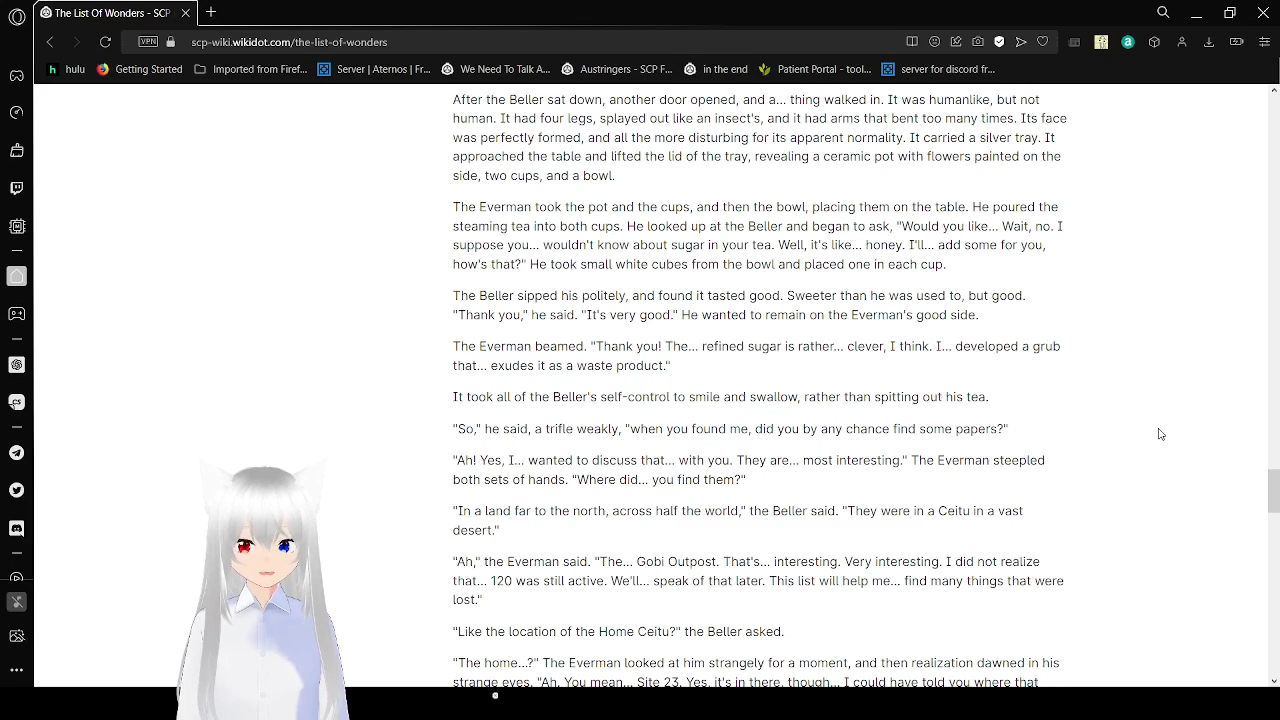 The List Of Wonders - SCP
scp-wiki.wikidot.com/the-list-of-wonders
VPN
hulu
Getting Started
Imported from Firef...
Server | Aternos | Fr...
We Need To Talk A...
Austringers - SCP F...
in the end
Patient Portal - tool...
server for discord fr...
After the Beller sat down, another door opened, and a... thing walked in. It was humanlike, but not
human. It had four legs, splayed out like an insect's, and it had arms that bent too many times. Its face
was perfectly formed, and all the more disturbing for its apparent normality. It carried a silver tray. It
approached the table and lifted the lid of the tray, revealing a ceramic pot with flowers painted on the
side, two cups, and a bowl.
The Everman took the pot and the cups, and then the bowl, placing them on the table. He poured the
steaming tea into both cups. He looked up at the Beller and began to ask, "Would you like... Wait, no. I
suppose you... wouldn't know about sugar in your tea. Well, it's like... honey. I'll... add some for you,
how's that?" He took small white cubes from the bowl and placed one in each cup.
The Beller sipped his politely, and found it tasted good. Sweeter than he was used to, but good.
"Thank you," he said. "It's very good." He wanted to remain on the Everman's good side.
The Everman beamed. "Thank you! The... refined sugar is rather... clever, I think. I... developed a grub
that... exudes it as a waste product."
It took all of the Beller's self-control to smile and swallow, rather than spitting out his tea.
"So," he said, a trifle weakly, "when you found me, did you by any chance find some papers?"
"Ah! Yes, I... wanted to discuss that... with you. They are... most interesting." The Everman steepled
both sets of hands. "Where did... you find them?"
"In a land far to the north, across half the world," the Beller said. "They were in a Ceitu in a vast
desert."
"Ah," the Everman said. "The... Gobi Outpost. That's... interesting. Very interesting. I did not realize
that... 120 was still active. We'll... speak of that later. This list will help me... find many things that were
lost."
"Like the location of the Home Ceitu?" the Beller asked.
"The home...?" The Everman looked at him strangely for a moment, and then realization dawned in his
strange eyes. "Ah. You mean... Site 23. Yes, it's in there, though... I could have told you where that